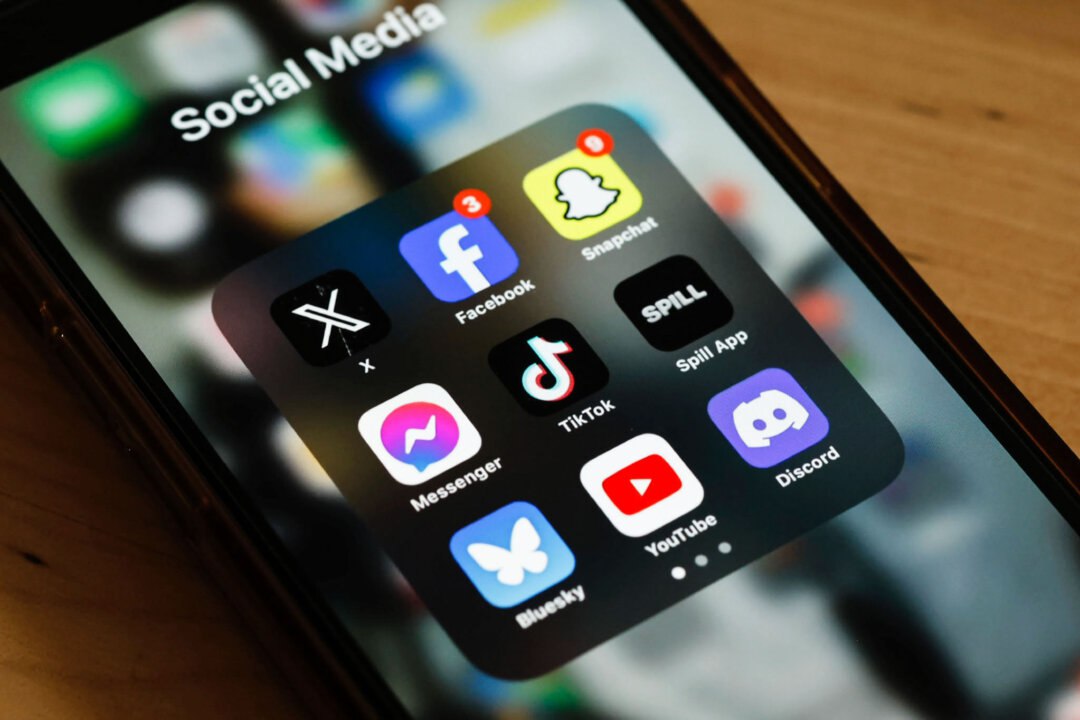 Social Media
3
9
X
Facebook
Snapchat
SPILL
Messenger
TikTok
Spill App
Bluesky
YouTube
Discord